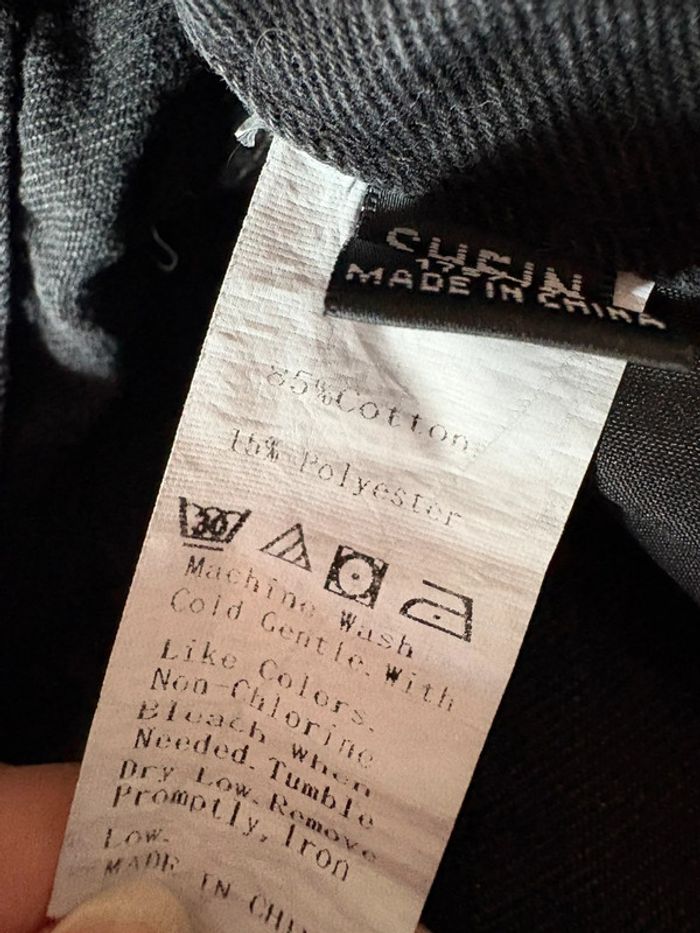 MADE IN CHINA
85%Cotton
15% Polyester
30
Machine Wash
Cold Gentle. With
Like Colors.
Non-Chlorine
Bleach when
Needed. Tumble
Dry Low. Remove
Promptly, Iron
Low.
MADE IN CHI